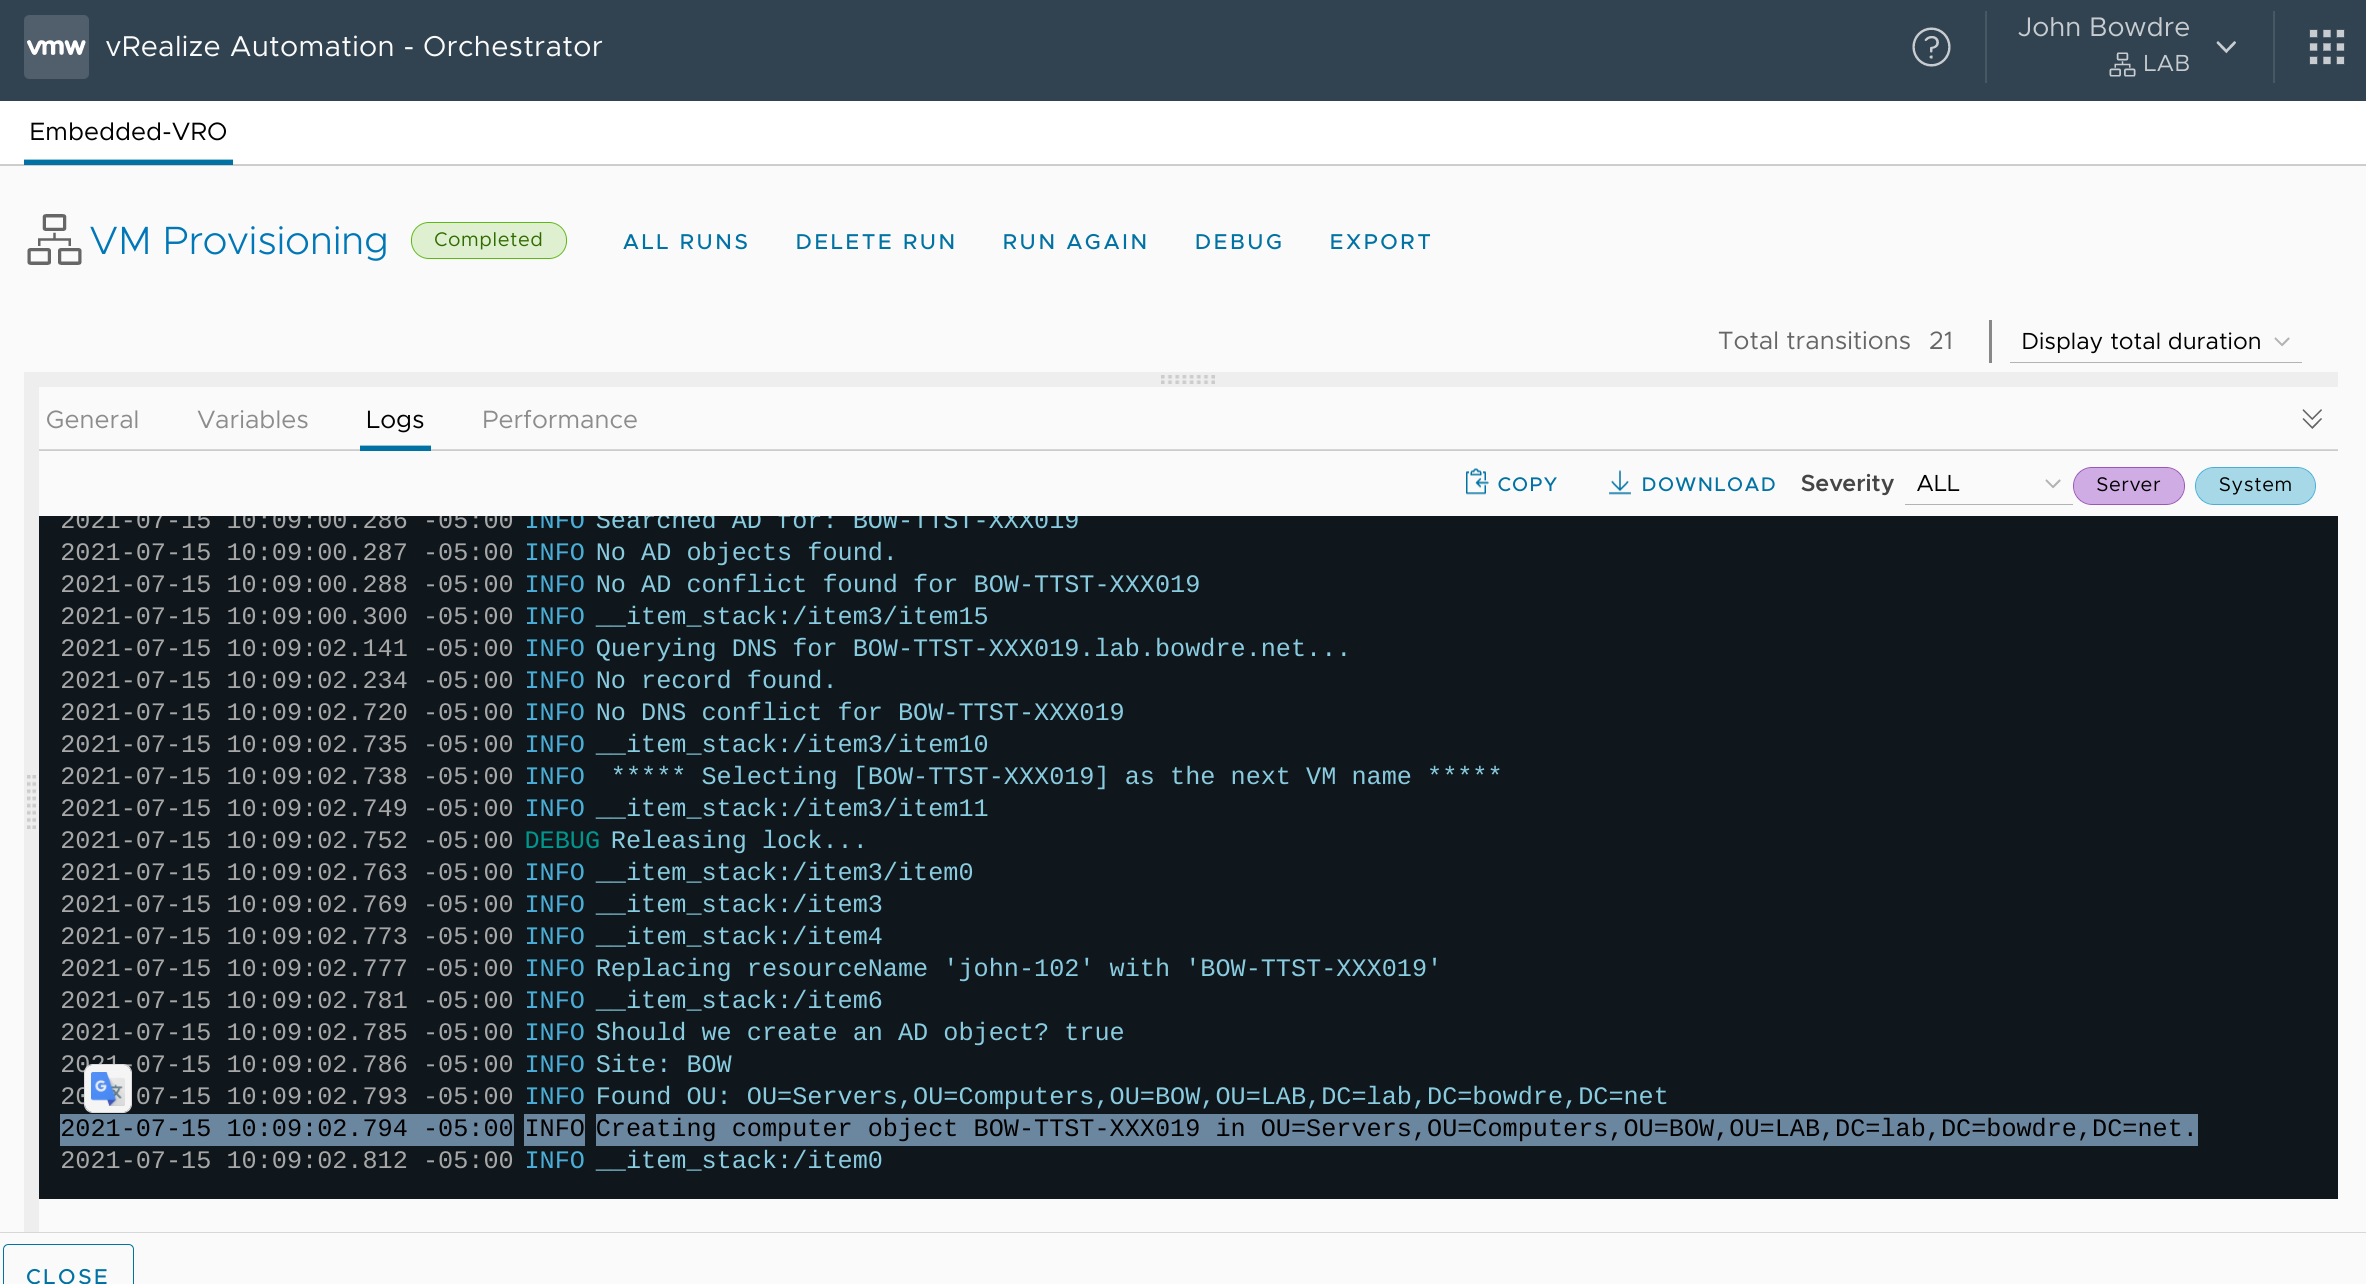 vmw vRealize Automation - Orchestrator
? John Bowdre
LAB
Embedded-VRO
VM Provisioning Completed ALL RUNS DELETE RUN RUN AGAIN DEBUG EXPORT
Total transitions 21 Display total duration
General Variables Logs Performance
COPY DOWNLOAD Severity ALL Server System
2021-07-15 10:09:00.286 -05:00 INFO Searched AD for: BOW-TTST-XXX019
2021-07-15 10:09:00.287 -05:00 INFO No AD objects found.
2021-07-15 10:09:00.288 -05:00 INFO No AD conflict found for BOW-TTST-XXX019
2021-07-15 10:09:00.300 -05:00 INFO __item_stack:/item3/item15
2021-07-15 10:09:02.141 -05:00 INFO Querying DNS for BOW-TTST-XXX019.lab.bowdre.net...
2021-07-15 10:09:02.234 -05:00 INFO No record found.
2021-07-15 10:09:02.720 -05:00 INFO No DNS conflict for BOW-TTST-XXX019
2021-07-15 10:09:02.735 -05:00 INFO __item_stack:/item3/item10
2021-07-15 10:09:02.738 -05:00 INFO ***** Selecting [BOW-TTST-XXX019] as the next VM name *****
2021-07-15 10:09:02.749 -05:00 INFO __item_stack:/item3/item11
2021-07-15 10:09:02.752 -05:00 DEBUG Releasing lock...
2021-07-15 10:09:02.763 -05:00 INFO __item_stack:/item3/item0
2021-07-15 10:09:02.769 -05:00 INFO __item_stack:/item3
2021-07-15 10:09:02.773 -05:00 INFO __item_stack:/item4
2021-07-15 10:09:02.777 -05:00 INFO Replacing resourceName 'john-102' with 'BOW-TTST-XXX019'
2021-07-15 10:09:02.781 -05:00 INFO __item_stack:/item6
2021-07-15 10:09:02.785 -05:00 INFO Should we create an AD object? true
2021-07-15 10:09:02.786 -05:00 INFO Site: BOW
07-15 10:09:02.793 -05:00 INFO Found OU: OU=Servers,OU=Computers,OU=BOW,OU=LAB,DC=lab,DC=bowdre,DC=net
2021-07-15 10:09:02.794 -05:00 INFO Creating computer object BOW-TTST-XXX019 in OU=Servers,OU=Computers,OU=BOW,OU=LAB,DC=lab,DC=bowdre,DC=net.
2021-07-15 10:09:02.812 -05:00 INFO __item_stack:/item0
CLOSE